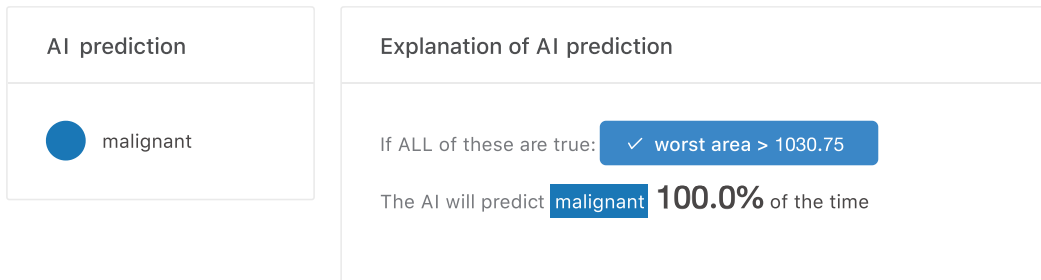 AI prediction
malignant
Explanation of AI prediction
If ALL of these are true: ✓ worst area > 1030.75
The AI will predict malignant 100.0% of the time